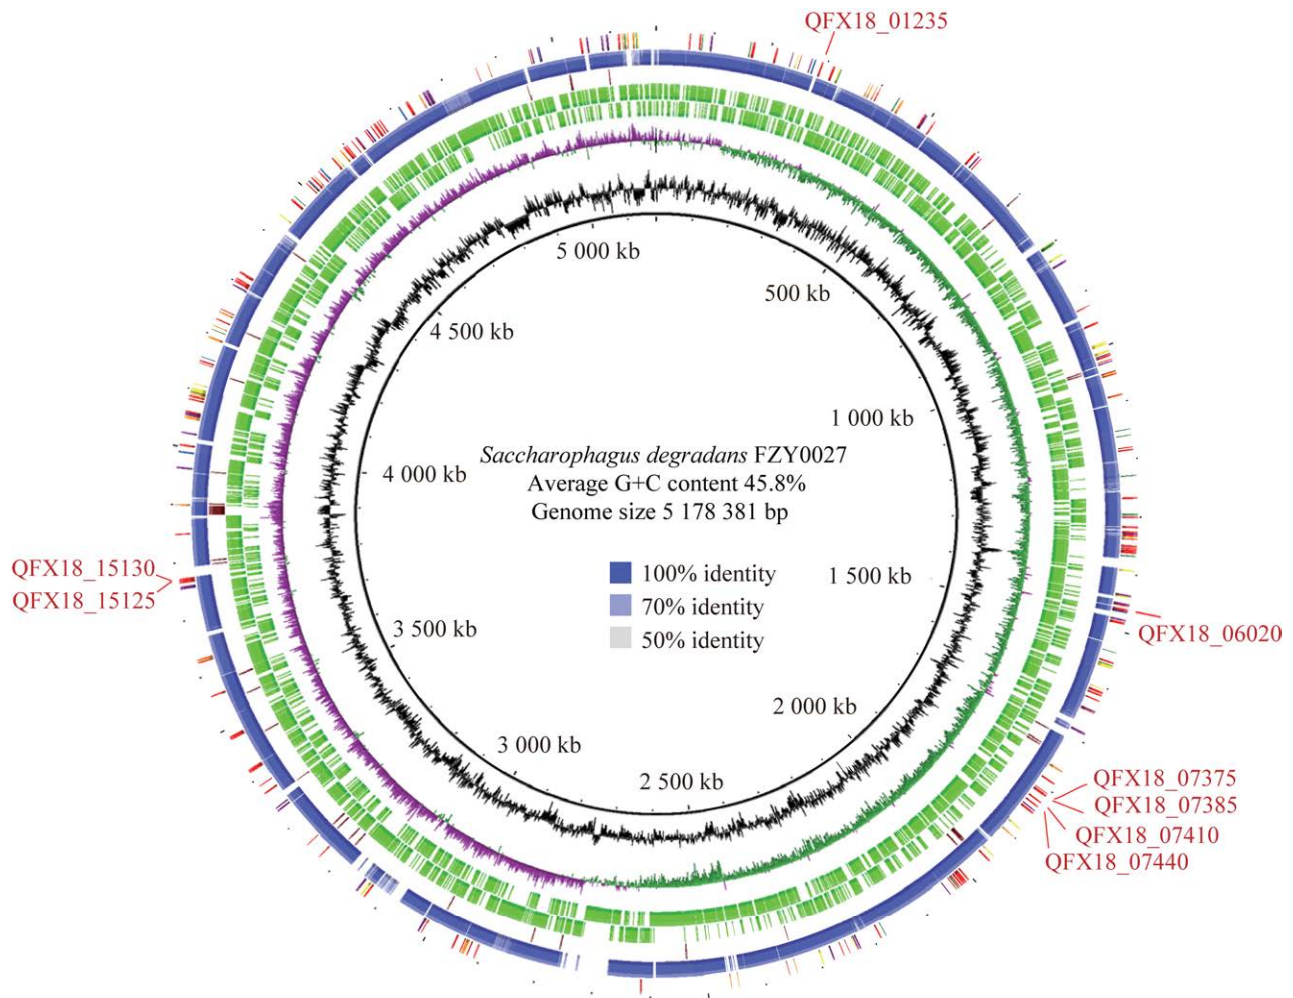 QFX18_01235
5 000 kb
500 kb
4 500 kb
1 000 kb
Saccharophagus degradans FZY0027
4 000 kb
Average G+C content 45.8%
Genome size 5 178 381 bp
QFX18_15130
100% identity
1 500 kb
QFX18_15125
70% identity
3 500 kb
50% identity
QFX18_06020
2 000 kb
3 000 kb
2 500 kb
QFX18_07375
QFX18_07385
QFX18_07410
QFX18_07440